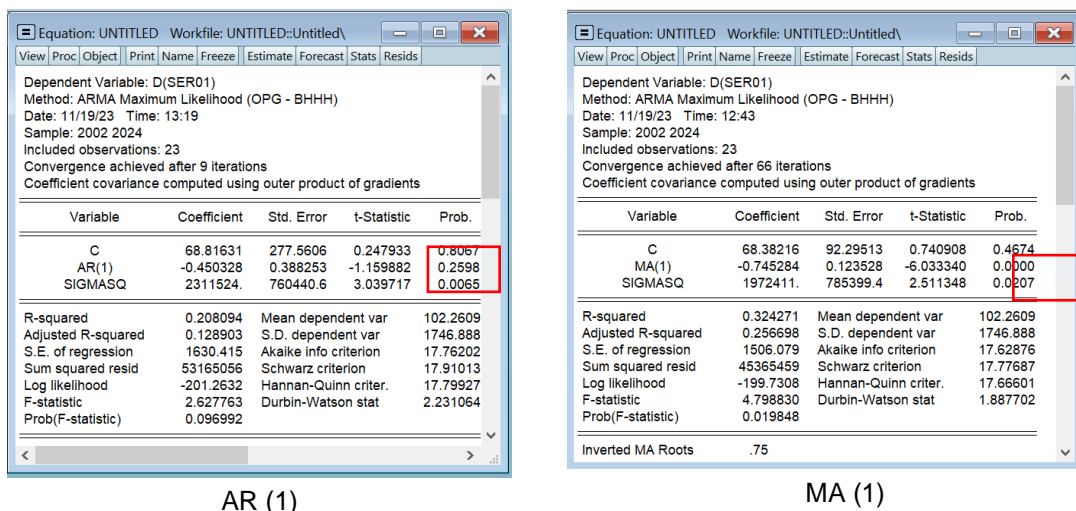 Equation: UNTITLED Workfile: UNTITLED::Untitled\
View Proc Object Print Name Freeze Estimate Forecast Stats Resids
Dependent Variable: D(SER01)
Method: ARMA Maximum Likelihood (OPG - BHHH)
Date: 11/19/23 Time: 13:19
Sample: 2002 2024
Included observations: 23
Convergence achieved after 9 iterations
Coefficient covariance computed using outer product of gradients
Variable Coefficient Std. Error t-Statistic Prob.
C 68.81631 277.5606 0.247933 0.8067
AR(1) -0.450328 0.388253 -1.159882 0.2598
SIGMASQ 2311524. 760440.6 3.039717 0.0065
R-squared 0.208094 Mean dependent var 102.2609
Adjusted R-squared 0.128903 S.D. dependent var 1746.888
S.E. of regression 1630.415 Akaike info criterion 17.76202
Sum squared resid 53165056 Schwarz criterion 17.91013
Log likelihood -201.2632 Hannan-Quinn criter. 17.79927
F-statistic 2.627763 Durbin-Watson stat 2.231064
Prob(F-statistic) 0.096992
AR (1)
Equation: UNTITLED Workfile: UNTITLED::Untitled\
View Proc Object Print Name Freeze Estimate Forecast Stats Resids
Dependent Variable: D(SER01)
Method: ARMA Maximum Likelihood (OPG - BHHH)
Date: 11/19/23 Time: 12:43
Sample: 2002 2024
Included observations: 23
Convergence achieved after 66 iterations
Coefficient covariance computed using outer product of gradients
Variable Coefficient Std. Error t-Statistic Prob.
C 68.38216 92.29513 0.740908 0.4674
MA(1) -0.745284 0.123528 -6.033340 0.0000
SIGMASQ 1972411. 785399.4 2.511348 0.0207
R-squared 0.324271 Mean dependent var 102.2609
Adjusted R-squared 0.256698 S.D. dependent var 1746.888
S.E. of regression 1506.079 Akaike info criterion 17.62876
Sum squared resid 45365459 Schwarz criterion 17.77687
Log likelihood -199.7308 Hannan-Quinn criter. 17.66601
F-statistic 4.798830 Durbin-Watson stat 1.887702
Prob(F-statistic) 0.019848
Inverted MA Roots .75
MA (1)